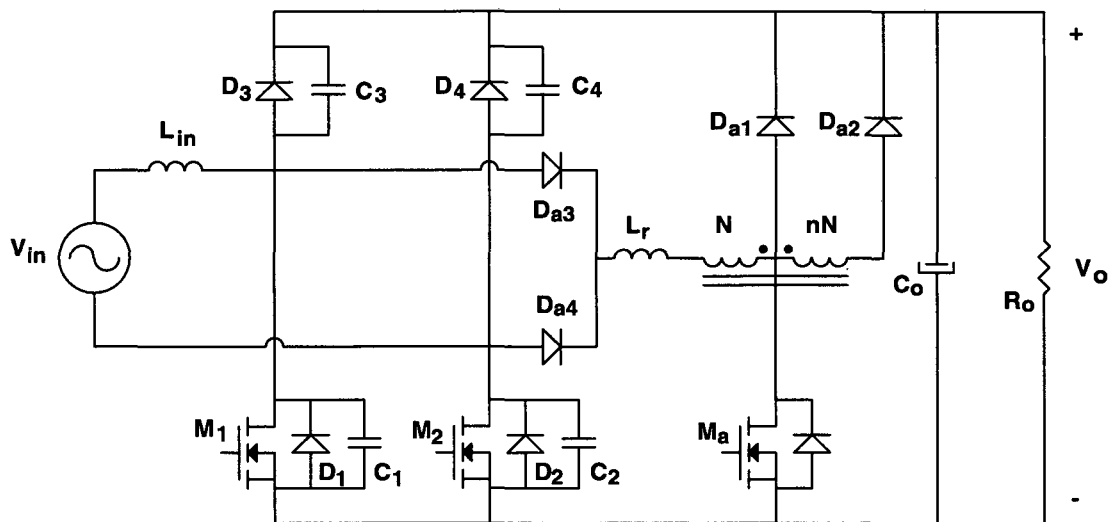 +
D3
C3
D4
C4
Da1
Da2
Lin
Da3
Lr
N
nN
Vin
Co
Ro
Vo
Da4
M1
D1
C1
M2
D2
C2
Ma
-